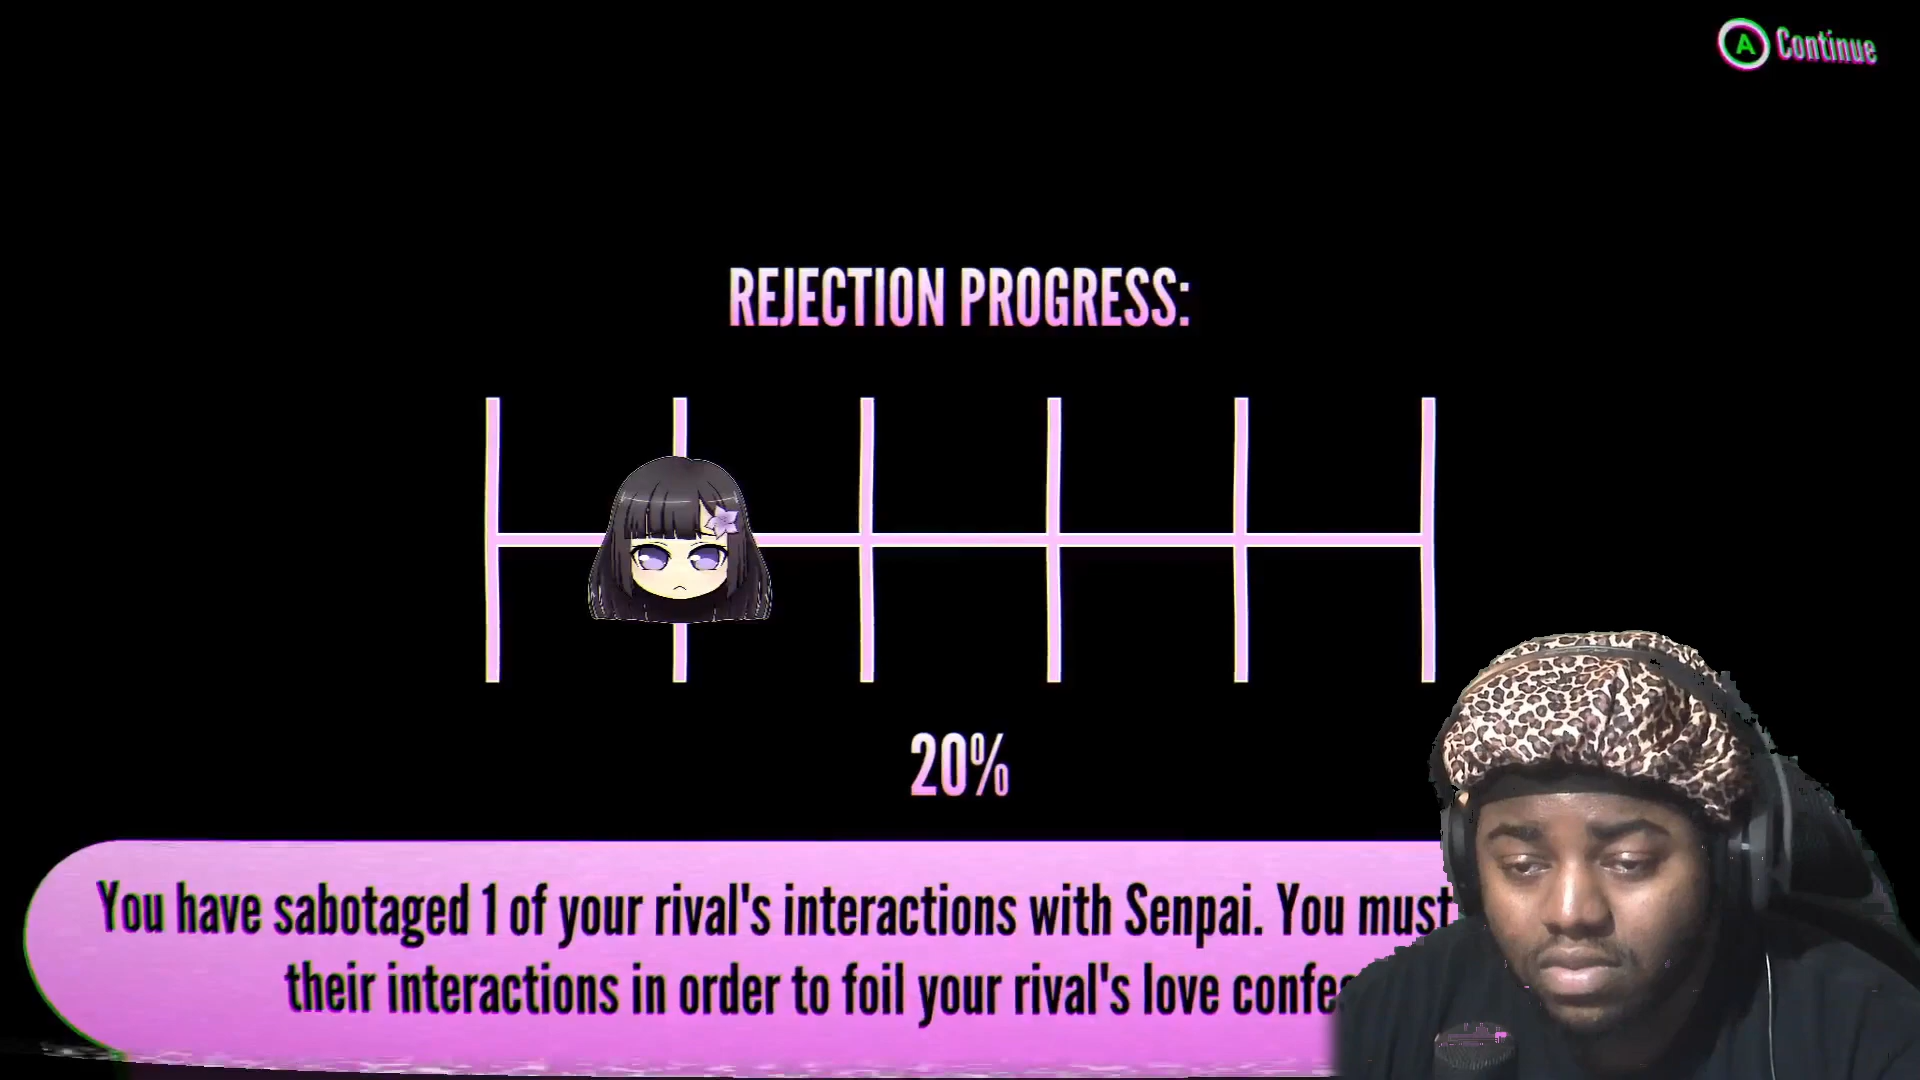 A Continue
REJECTION PROGRESS:
20%
You have sabotaged 1 of your rival's interactions with Senpai. You must
their interactions in order to foil your rival's love